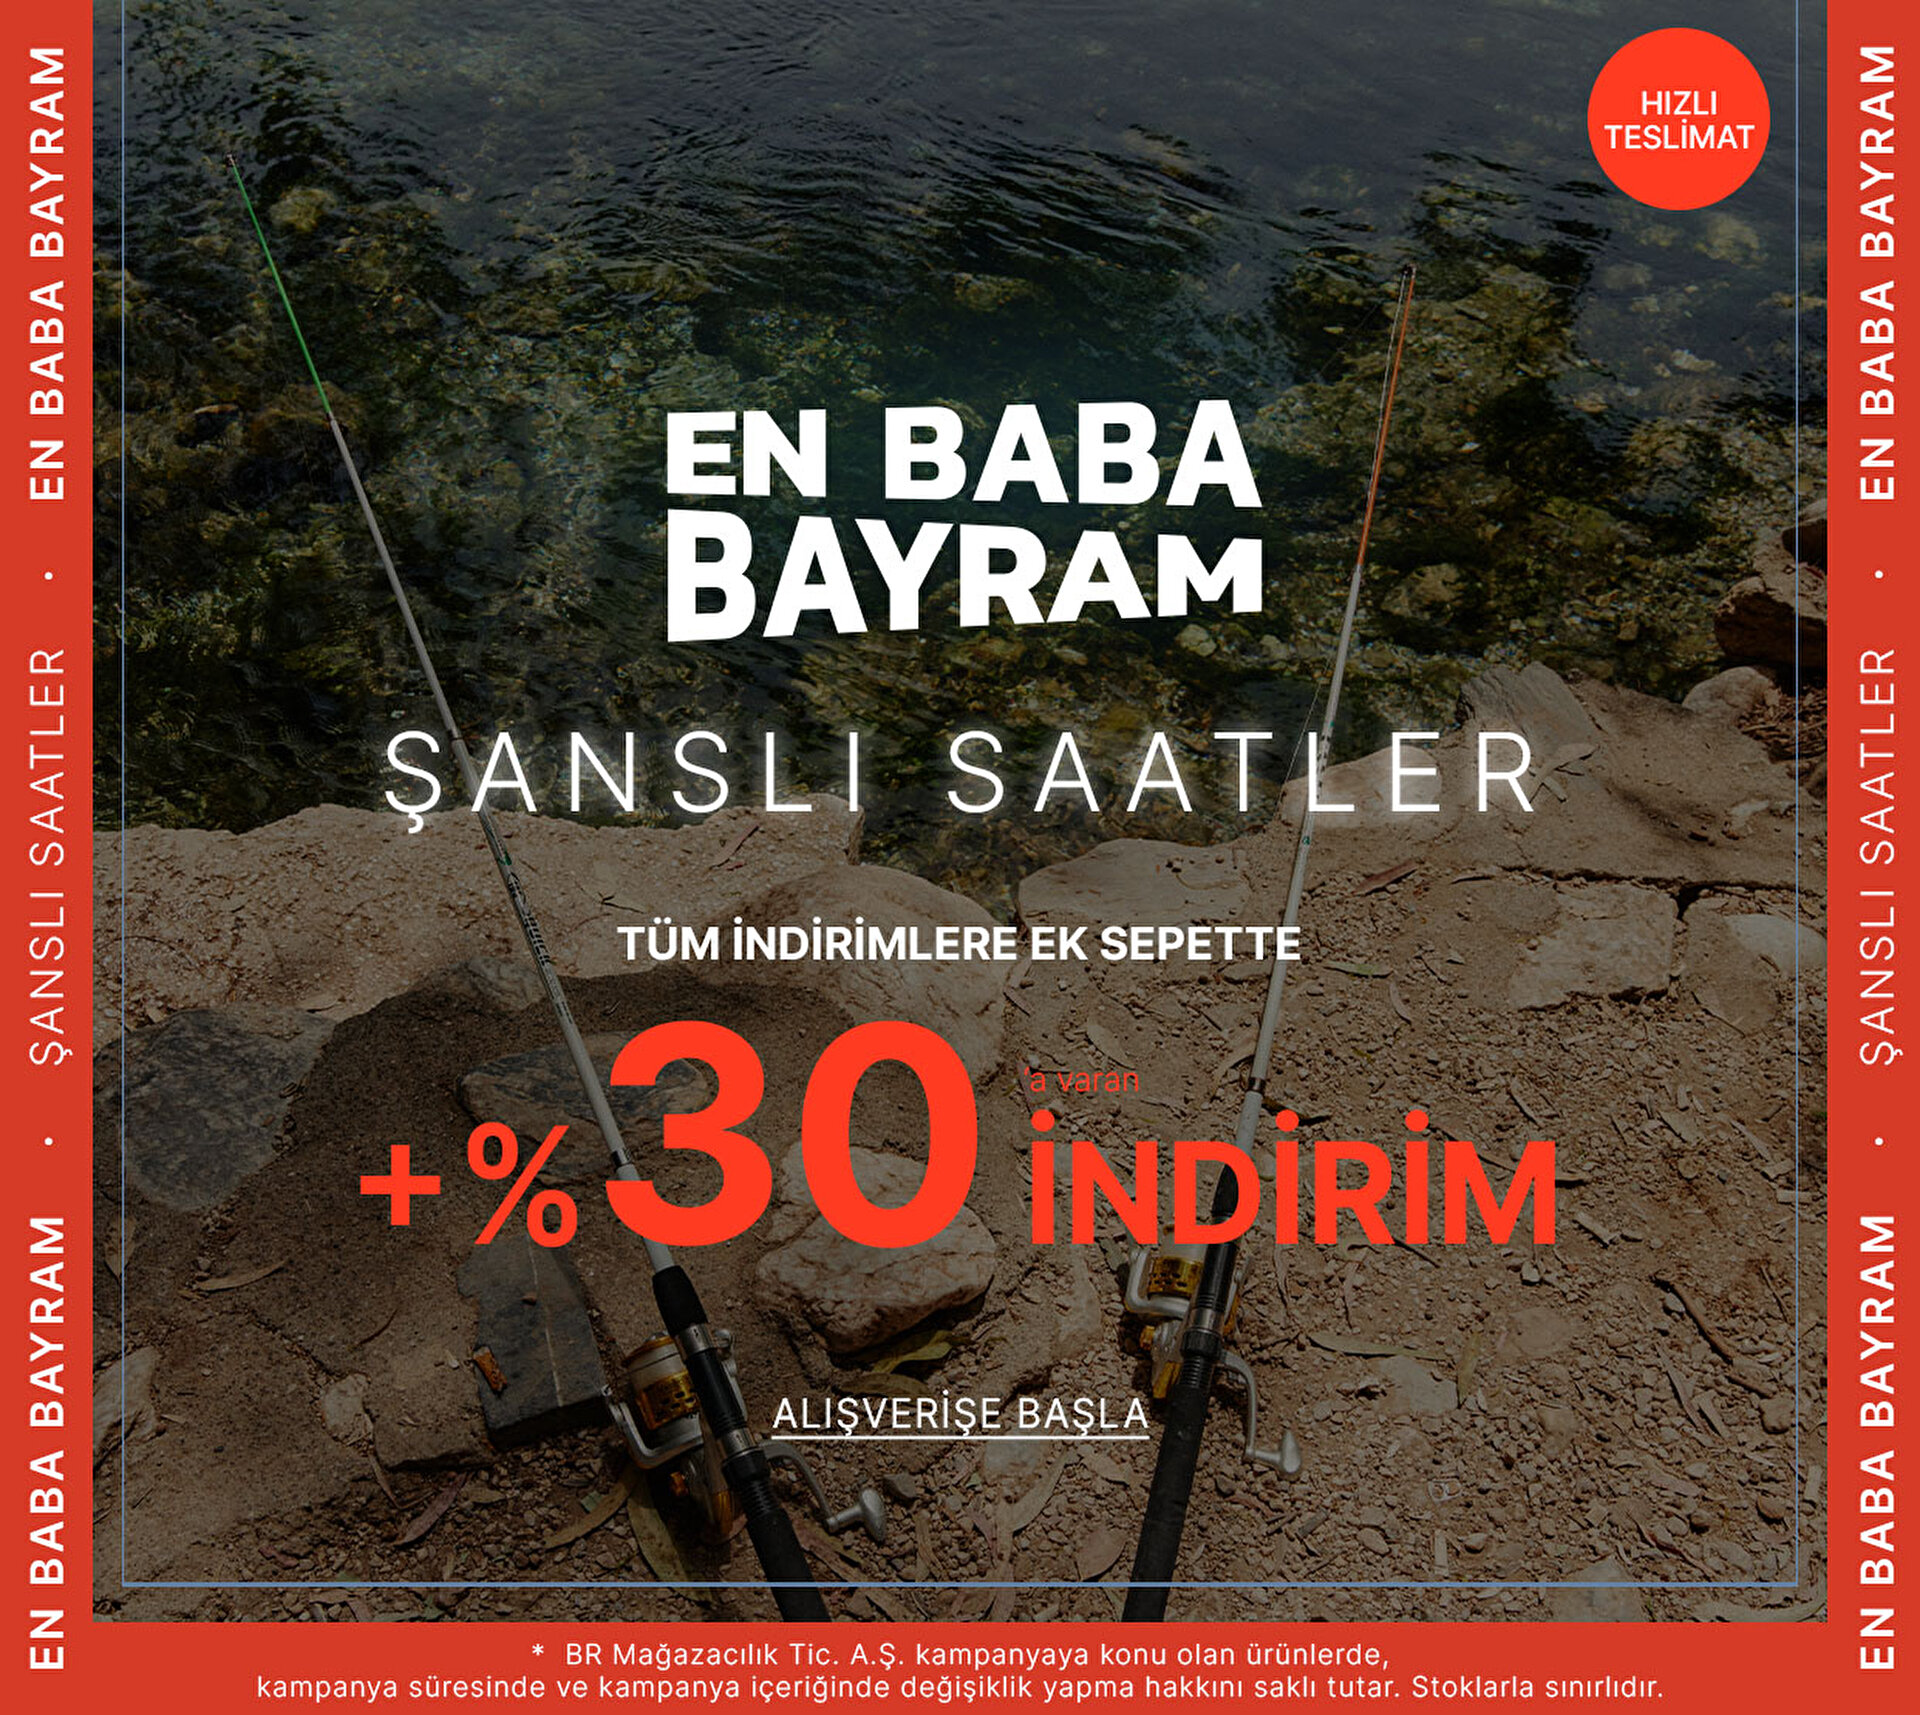 HIZLI
TESLİMAT
EN BABA
BAYRAM
ŞANSLI SAATLER
TÜM İNDİRİMLERE EK SEPETTE
+%30 'a varan İNDİRİM
ALIŞVERİŞE BAŞLA
EN BABA BAYRAM • ŞANSLI SAATLER • EN BABA BAYRAM
EN BABA BAYRAM • ŞANSLI SAATLER • EN BABA BAYRAM
* BR Mağazacılık Tic. A.Ş. kampanyaya konu olan ürünlerde,
kampanya süresinde ve kampanya içeriğinde değişiklik yapma hakkını saklı tutar. Stoklarla sınırlıdır.